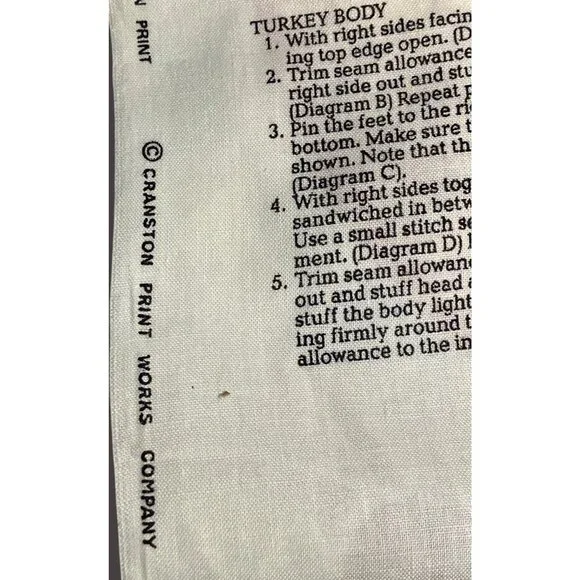 N PRINT
© CRANSTON PRINT WORKS COMPANY
TURKEY BODY
1. With right sides facin
ing top edge open. (D
2. Trim seam allowance
right side out and stu
(Diagram B) Repeat p
3. Pin the feet to the ri
bottom. Make sure t
shown. Note that th
(Diagram C).
4. With right sides tog
sandwiched in betw
Use a small stitch se
ment. (Diagram D)
5. Trim seam allowanc
out and stuff head a
stuff the body light
ing firmly around t
allowance to the in